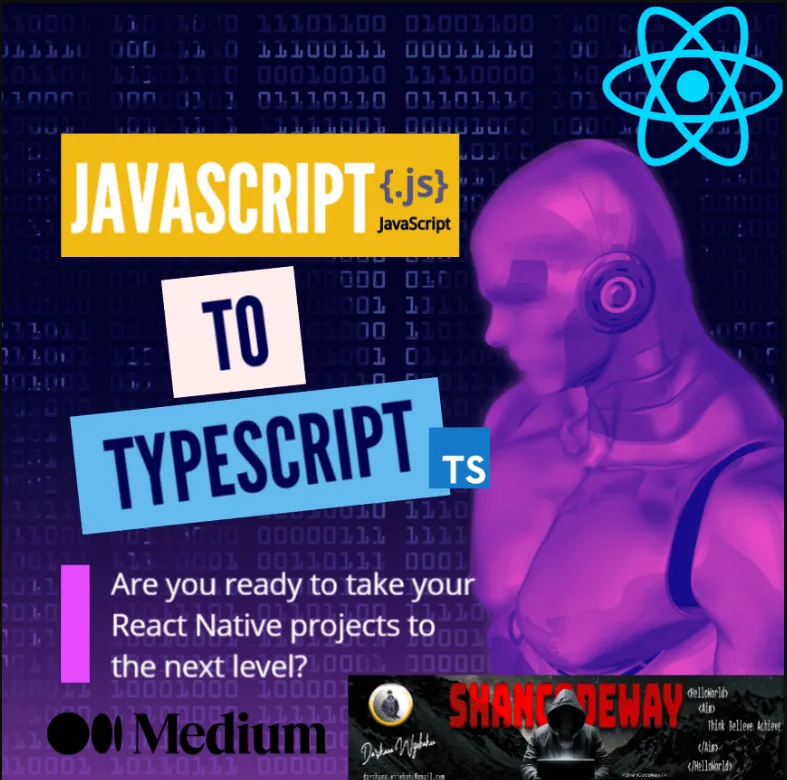 JAVASCRIPT
{.js}
JavaScript
TO
TYPESCRIPT
TS
Are you ready to take your
React Native projects to
the next level?
Medium
SHANCODEWAY
<HelloWorld>
<Aim>
Think Believe Achieve
</Aim>
</HelloWorld>